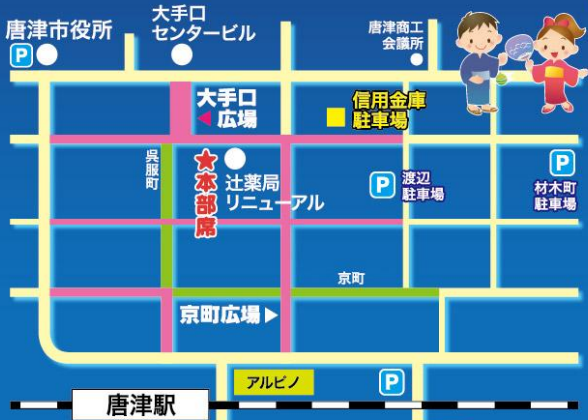 唐津市役所
P
大手口
センタービル
唐津商工
会議所
大手口
◀広場
信用金庫
駐車場
呉服町
★本部席
辻薬局
リニューアル
P
渡辺
駐車場
P
材木町
駐車場
京町
京町広場▶
アルピノ
P
唐津駅